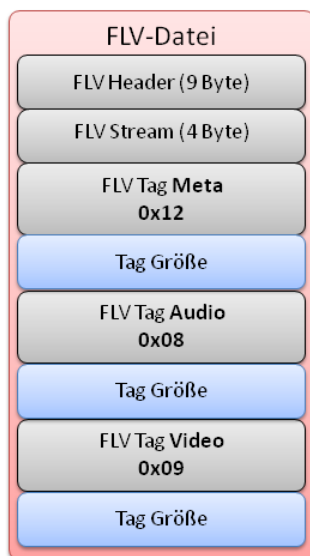 FLV-Datei
FLV Header (9 Byte)
FLV Stream (4 Byte)
FLV Tag Meta
0x12
Tag Größe
FLV Tag Audio
0x08
Tag Größe
FLV Tag Video
0x09
Tag Größe